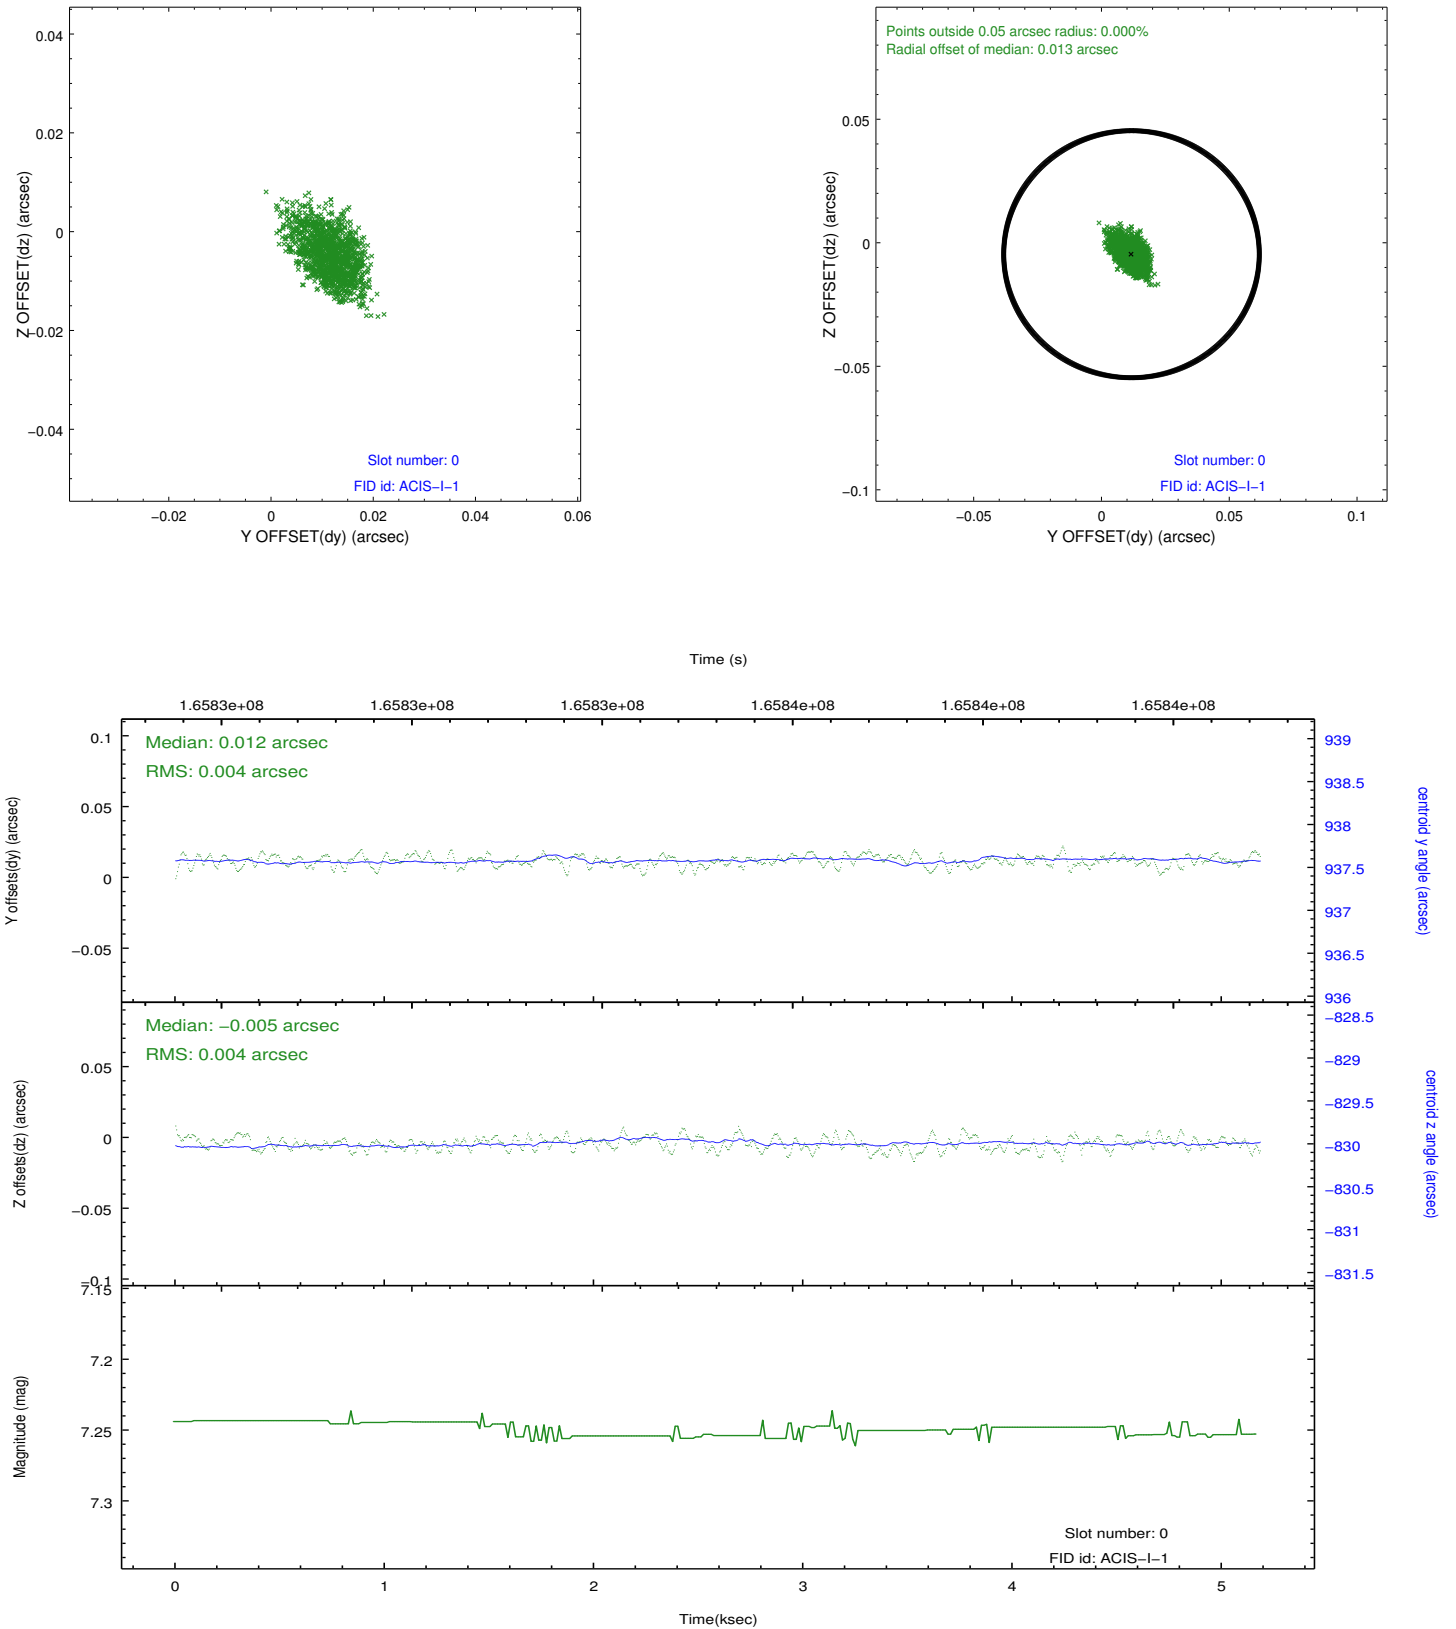 0.04
0.02
0
−0.02
−0.04
Z OFFSET(dz) (arcsec)
Slot number: 0
FID id: ACIS−I−1
−0.02 0 0.02 0.04 0.06
Y OFFSET(dy) (arcsec)
Points outside 0.05 arcsec radius: 0.000%
Radial offset of median: 0.013 arcsec
0.05
0
−0.05
−0.1
Z OFFSET(dz) (arcsec)
Slot number: 0
FID id: ACIS−I−1
−0.05 0 0.05 0.1
Y OFFSET(dy) (arcsec)
Time (s)
1.6583e+08 1.6583e+08 1.6583e+08 1.6584e+08 1.6584e+08 1.6584e+08
Median: 0.012 arcsec
RMS: 0.004 arcsec
0.1
0.05
0
−0.05
Y offsets(dy) (arcsec)
939
938.5
938
937.5
937
936.5
936
centroid y angle (arcsec)
Median: −0.005 arcsec
RMS: 0.004 arcsec
0.05
0
−0.05
−0.1
Z offsets(dz) (arcsec)
−828.5
−829
−829.5
−830
−830.5
−831
−831.5
centroid z angle (arcsec)
7.15
7.2
7.25
7.3
Magnitude (mag)
Slot number: 0
FID id: ACIS−I−1
0 1 2 3 4 5
Time(ksec)